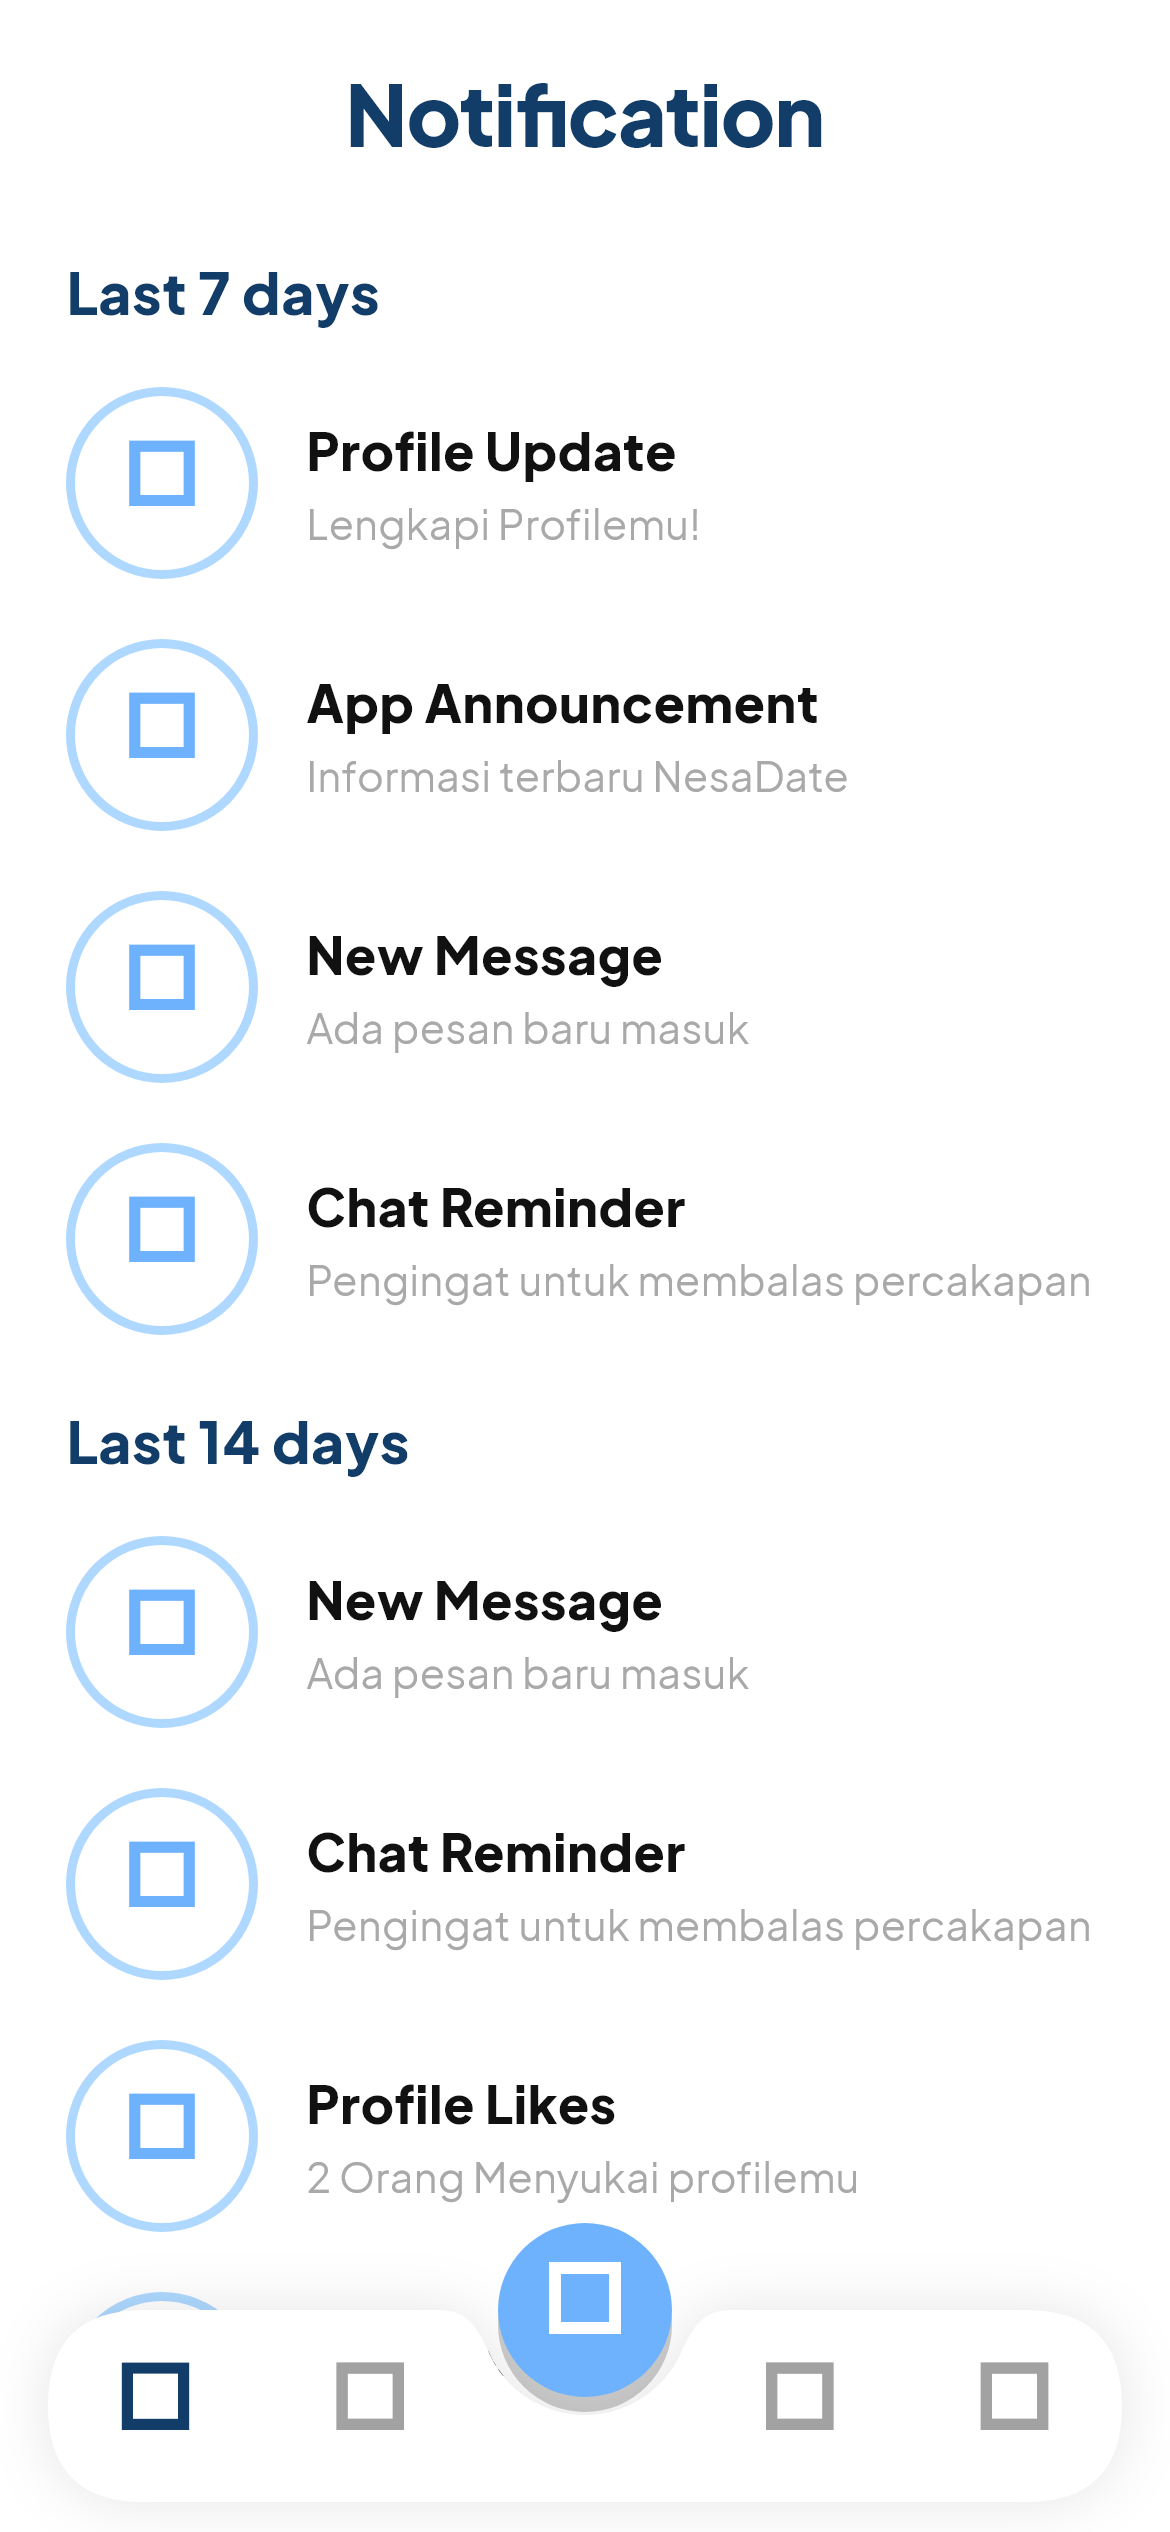 Notification
Last 7 days
Profile Update
Lengkapi Profilemu!
App Announcement
Informasi terbaru NesaDate
New Message
Ada pesan baru masuk
Chat Reminder
Pengingat untuk membalas percakapan
Last 14 days
New Message
Ada pesan baru masuk
Chat Reminder
Pengingat untuk membalas percakapan
Profile Likes
2 Orang Menyukai profilemu